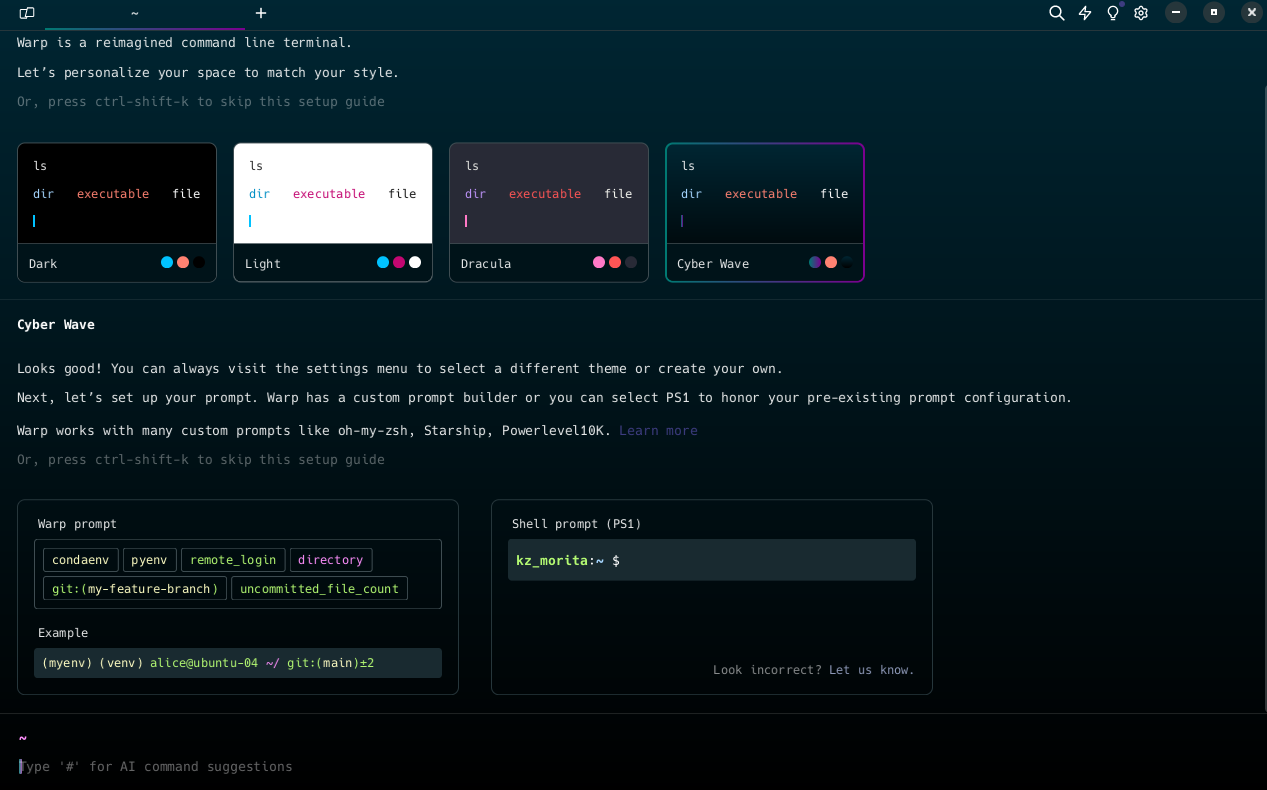 ~ +
Warp is a reimagined command line terminal.
Let’s personalize your space to match your style.
Or, press ctrl-shift-k to skip this setup guide
ls ls ls ls
dir executable file dir executable file dir executable file dir executable file
Dark Light Dracula Cyber Wave
Cyber Wave
Looks good! You can always visit the settings menu to select a different theme or create your own.
Next, let’s set up your prompt. Warp has a custom prompt builder or you can select PS1 to honor your pre-existing prompt configuration.
Warp works with many custom prompts like oh-my-zsh, Starship, Powerlevel10K. Learn more
Or, press ctrl-shift-k to skip this setup guide
Warp prompt
condaenv pyenv remote_login directory
git:(my-feature-branch) uncommitted_file_count
Example
(myenv) (venv) alice@ubuntu-04 ~/ git:(main)±2
Shell prompt (PS1)
kz_morita:~ $
Look incorrect? Let us know.
~
Type '#' for AI command suggestions